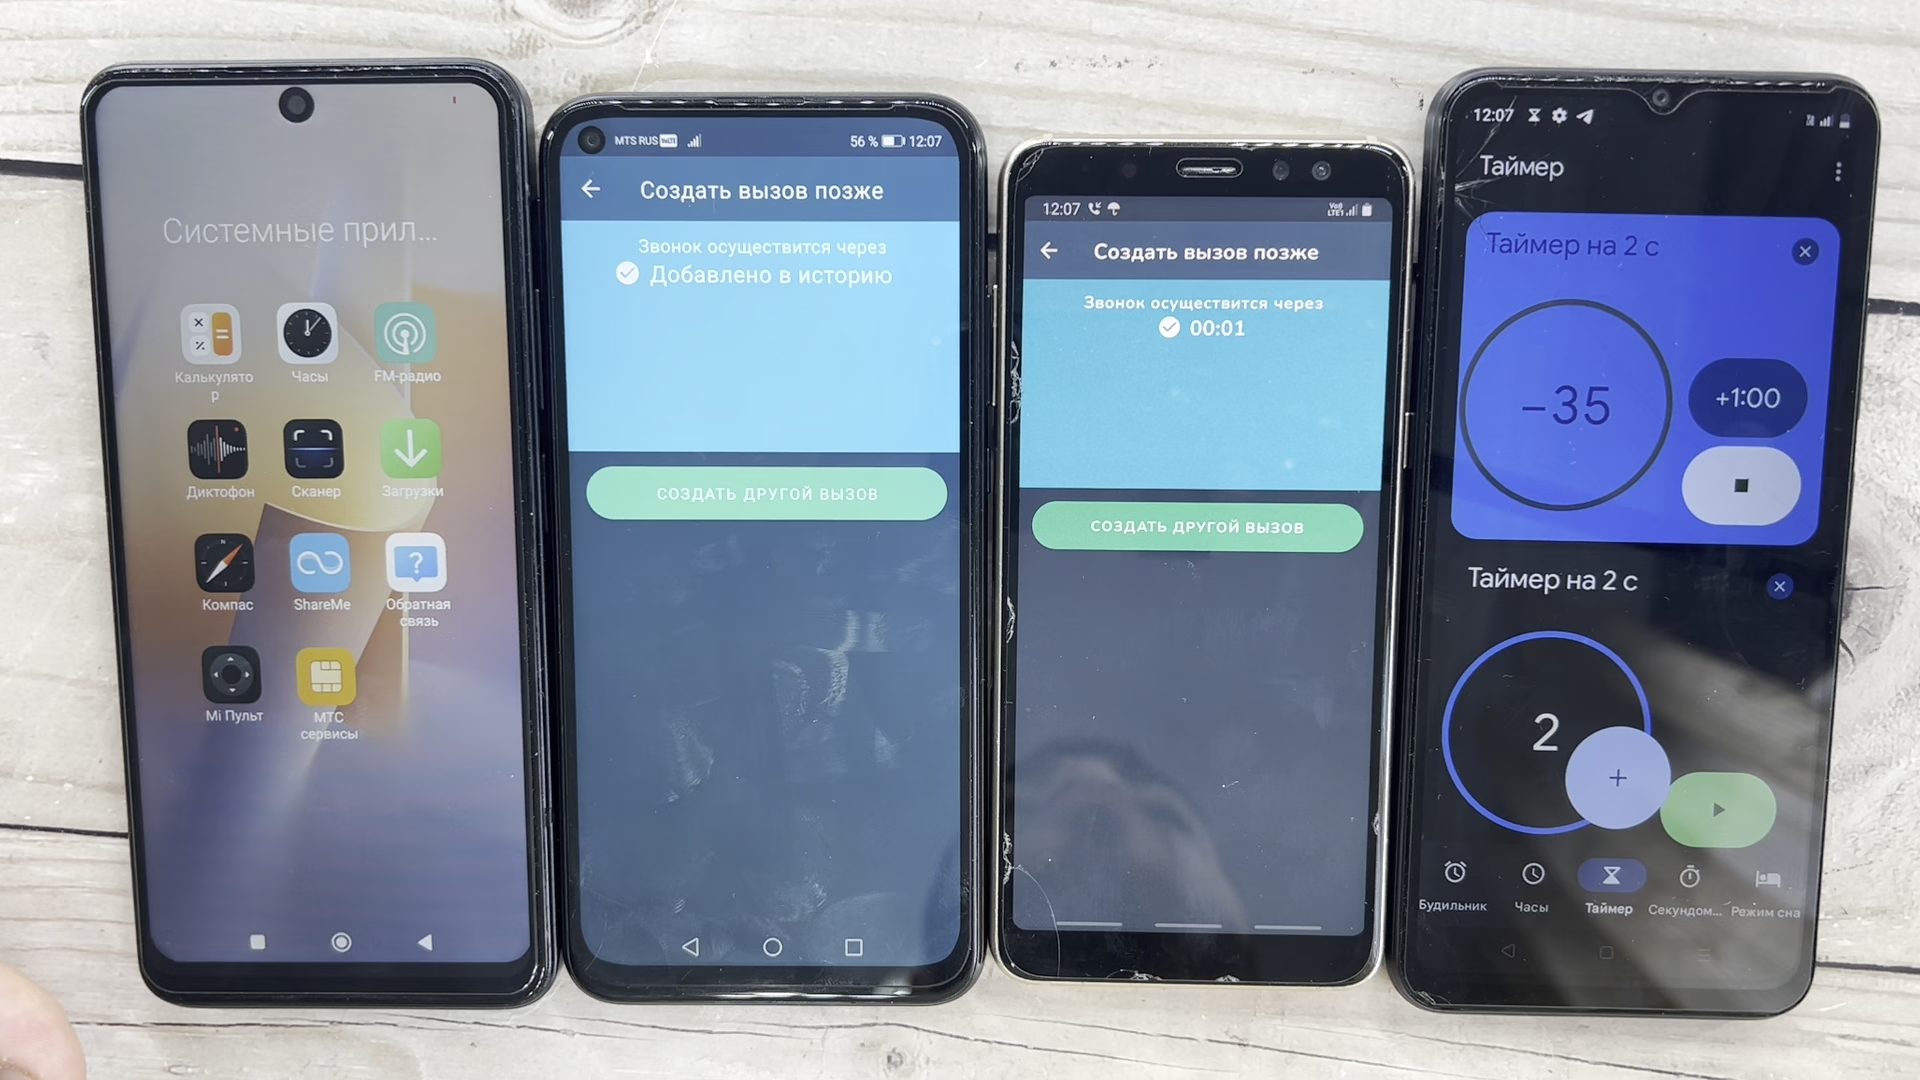 Системные прил...
Калькулято
р
Часы
FM-радио
Диктофон
Сканер
Загрузки
Компас
ShareMe
Обратная
связь
Mi Пульт
МТС
сервисы
MTS RUS VoLTE
56 % 12:07
Создать вызов позже
Звонок осуществится через
Добавлено в историю
СОЗДАТЬ ДРУГОЙ ВЫЗОВ
12:07
LTE1
Создать вызов позже
Звонок осуществится через
00:01
СОЗДАТЬ ДРУГОЙ ВЫЗОВ
12:07
Таймер
Таймер на 2 с
−35
+1:00
Таймер на 2 с
2
Будильник
Часы
Таймер
Секундом...
Режим сна